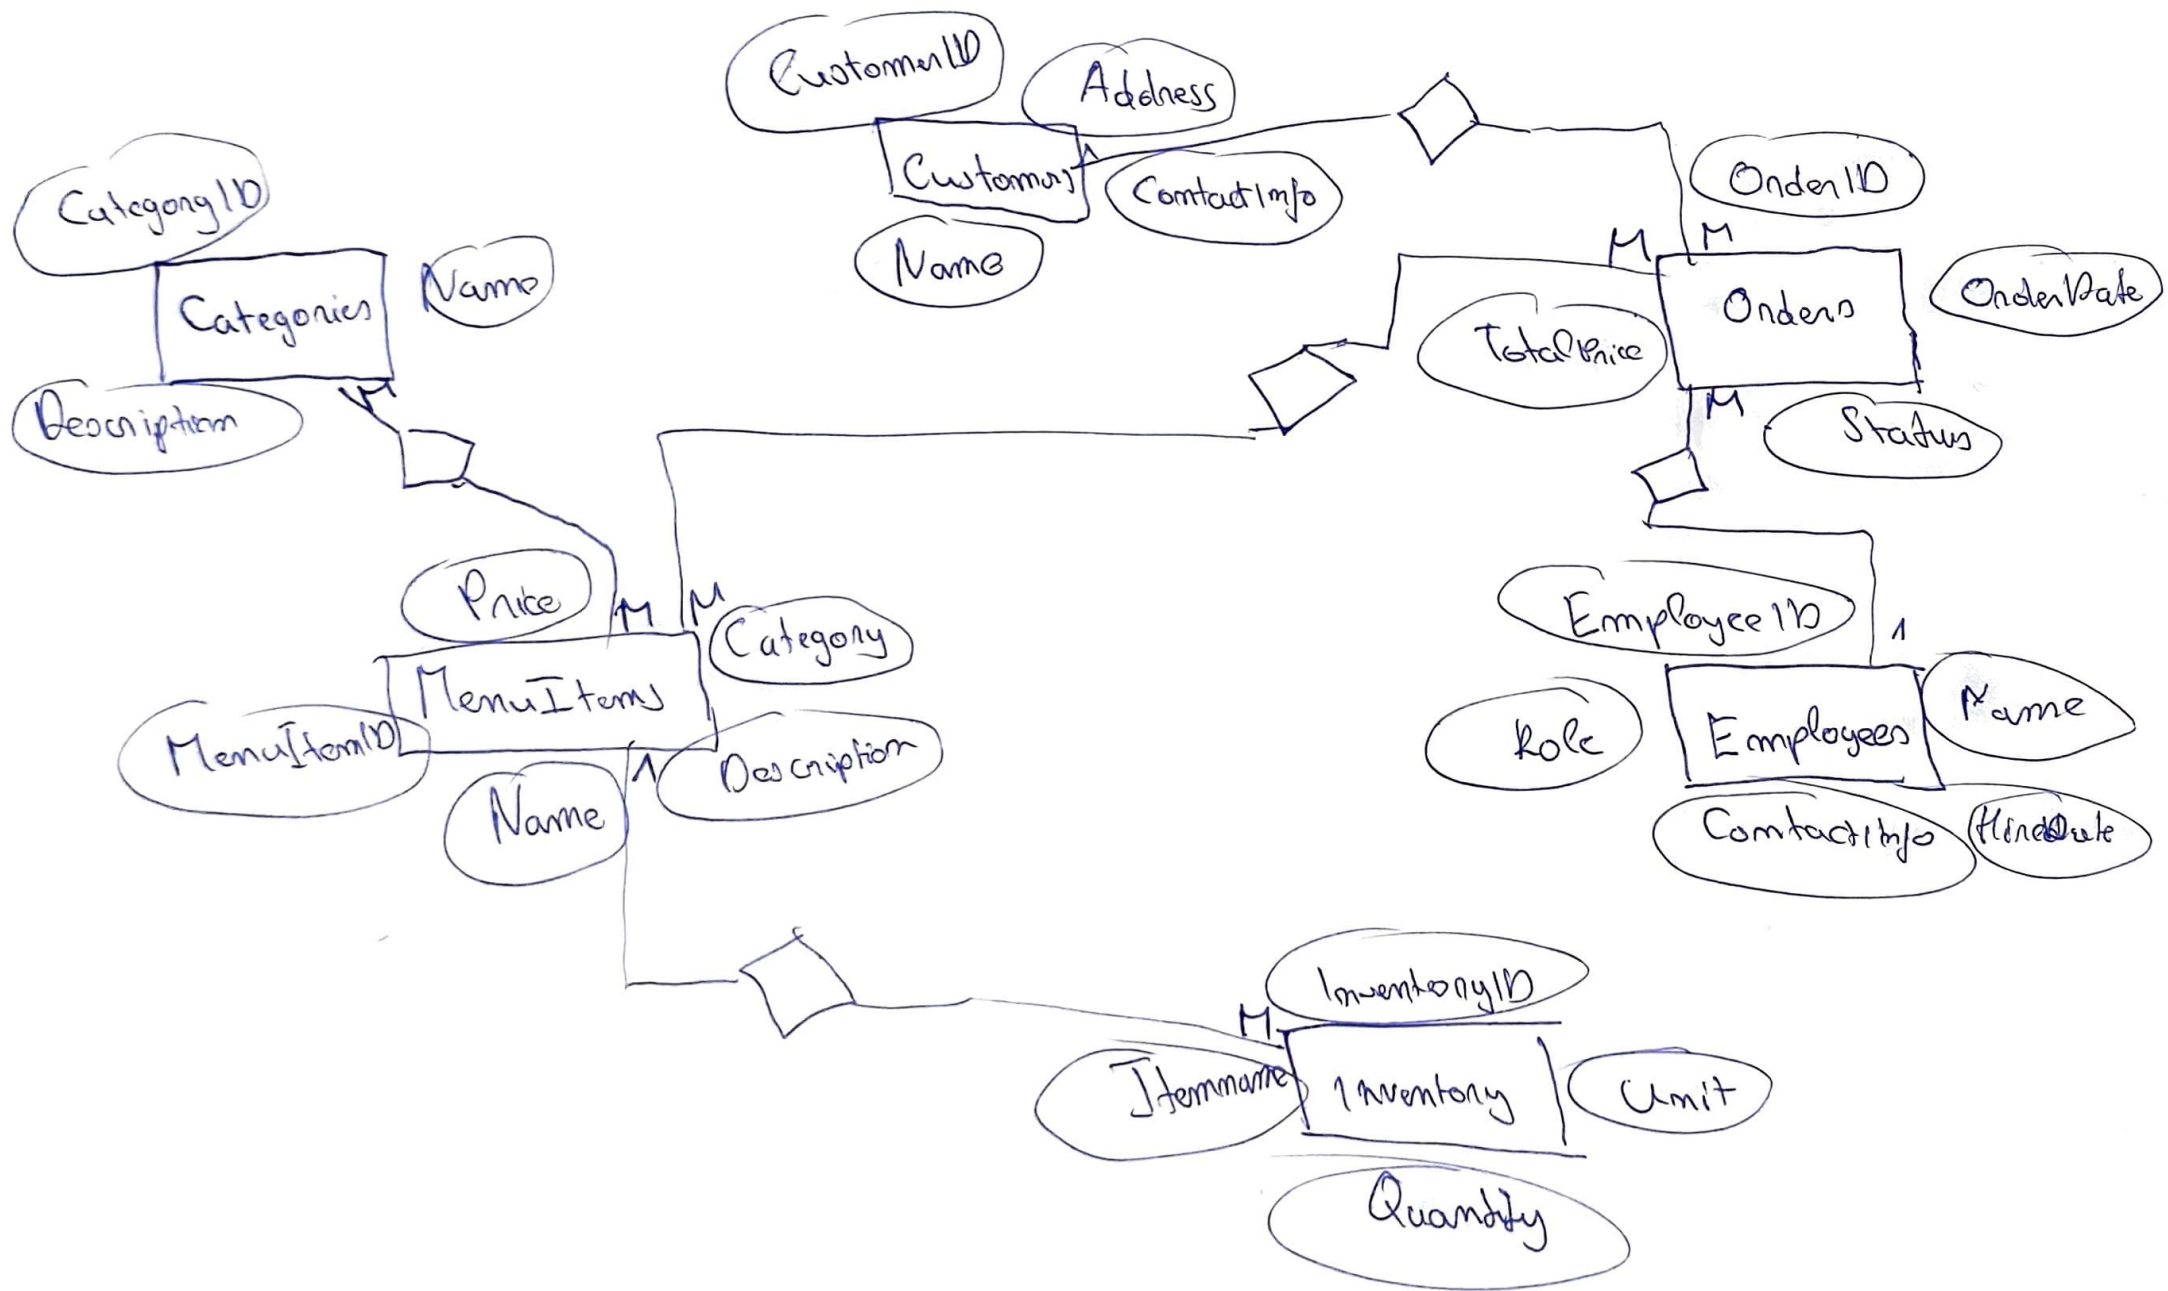 CustomerID
Address
Customers
1
ContactInfo
Name
OrderID
M
M
Orders
OrderDate
TotalPrice
M
Status
CategoryID
Categories
Name
M
Description
Price
M
M
Category
MenuItems
MenuItemID
Name
1
Description
EmployeeID
1
Role
Employees
Name
ContactInfo
HireDate
InventoryID
M
Itemname
Inventory
Unit
Quantity